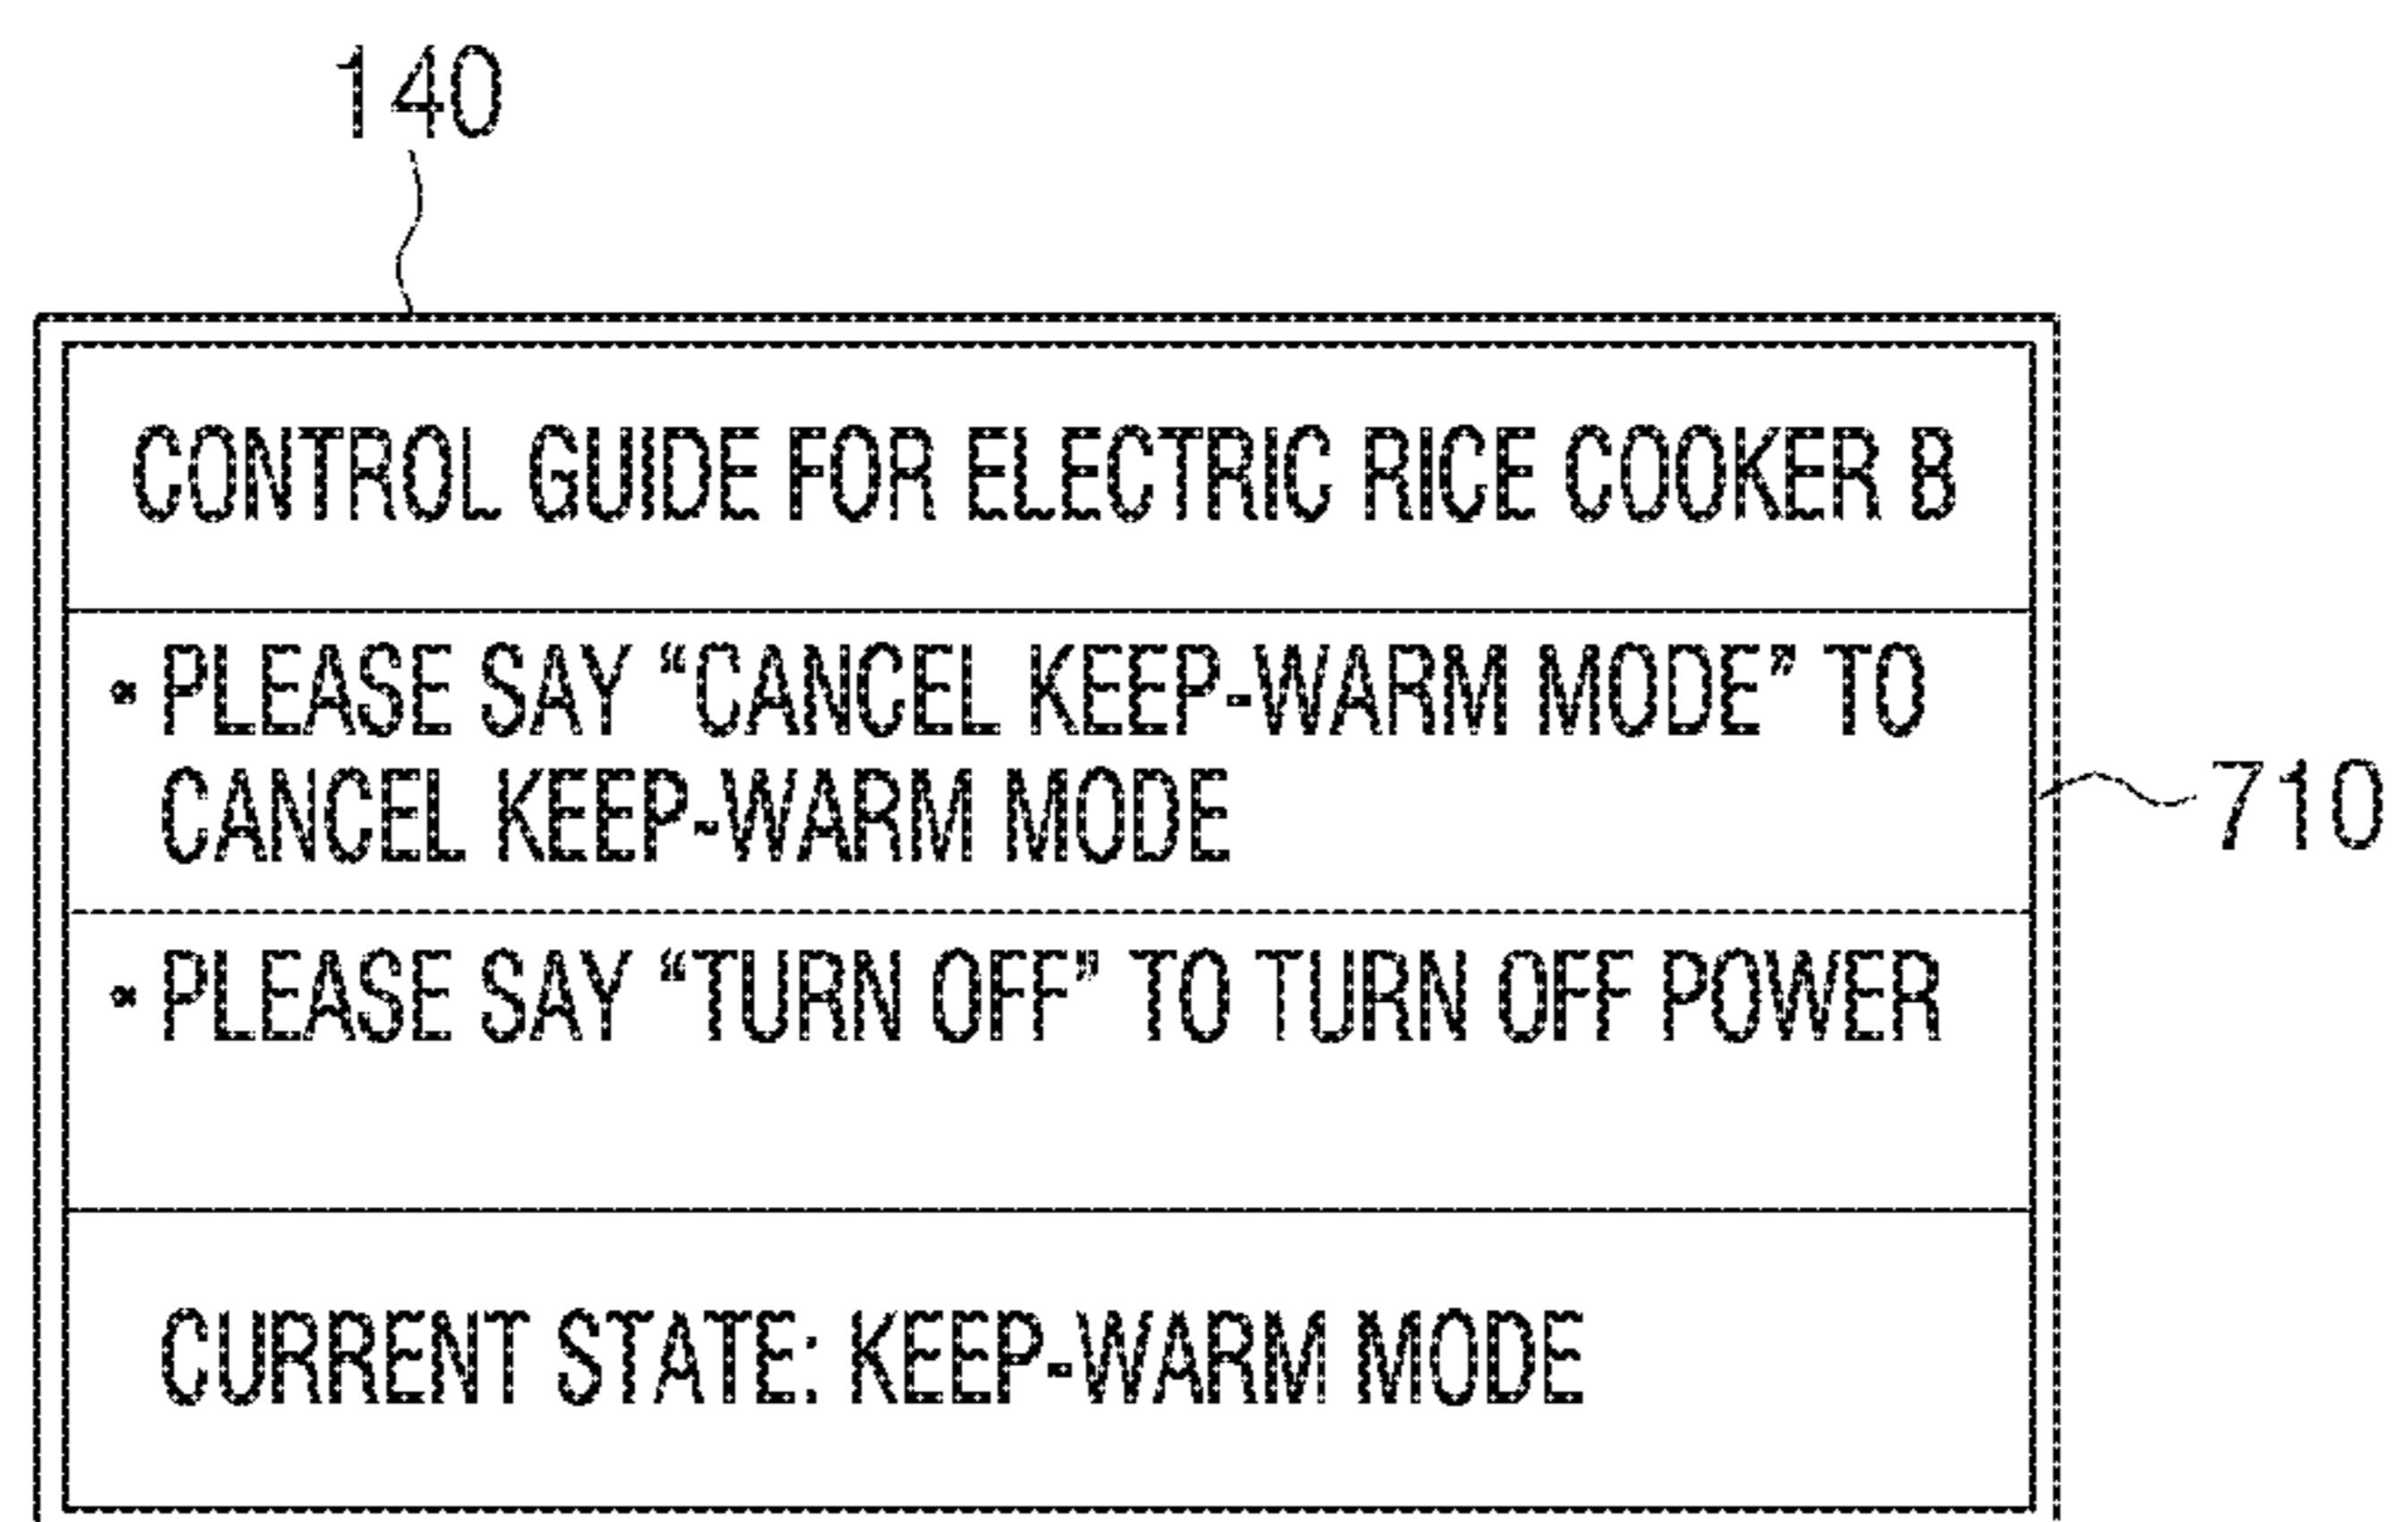 140
CONTROL GUIDE FOR ELECTRIC RICE COOKER B
• PLEASE SAY “CANCEL KEEP-WARM MODE” TO
CANCEL KEEP-WARM MODE
710
• PLEASE SAY “TURN OFF” TO TURN OFF POWER
CURRENT STATE: KEEP-WARM MODE